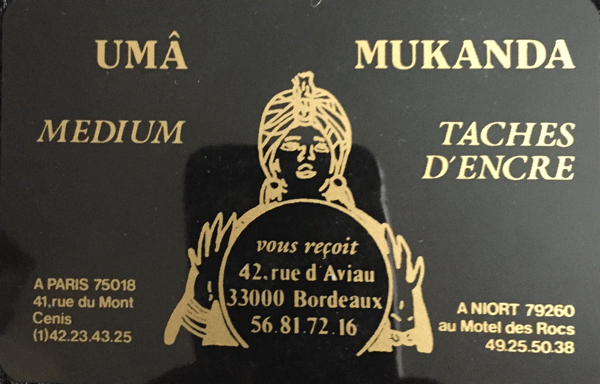 UMÂ MUKANDA
MEDIUM
TACHES
D'ENCRE
vous reçoit
42, rue d'Aviau
33000 Bordeaux
56.81.72.16
A PARIS 75018
41, rue du Mont
Cenis
(1)42.23.43.25
A NIORT 79260
au Motel des Rocs
49.25.50.38